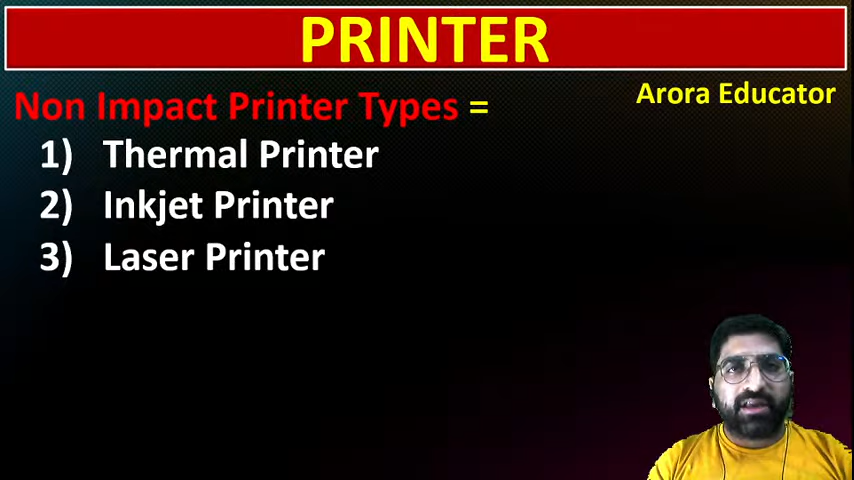 PRINTER
Arora Educator
Non Impact Printer Types =
1) Thermal Printer
2) Inkjet Printer
3) Laser Printer